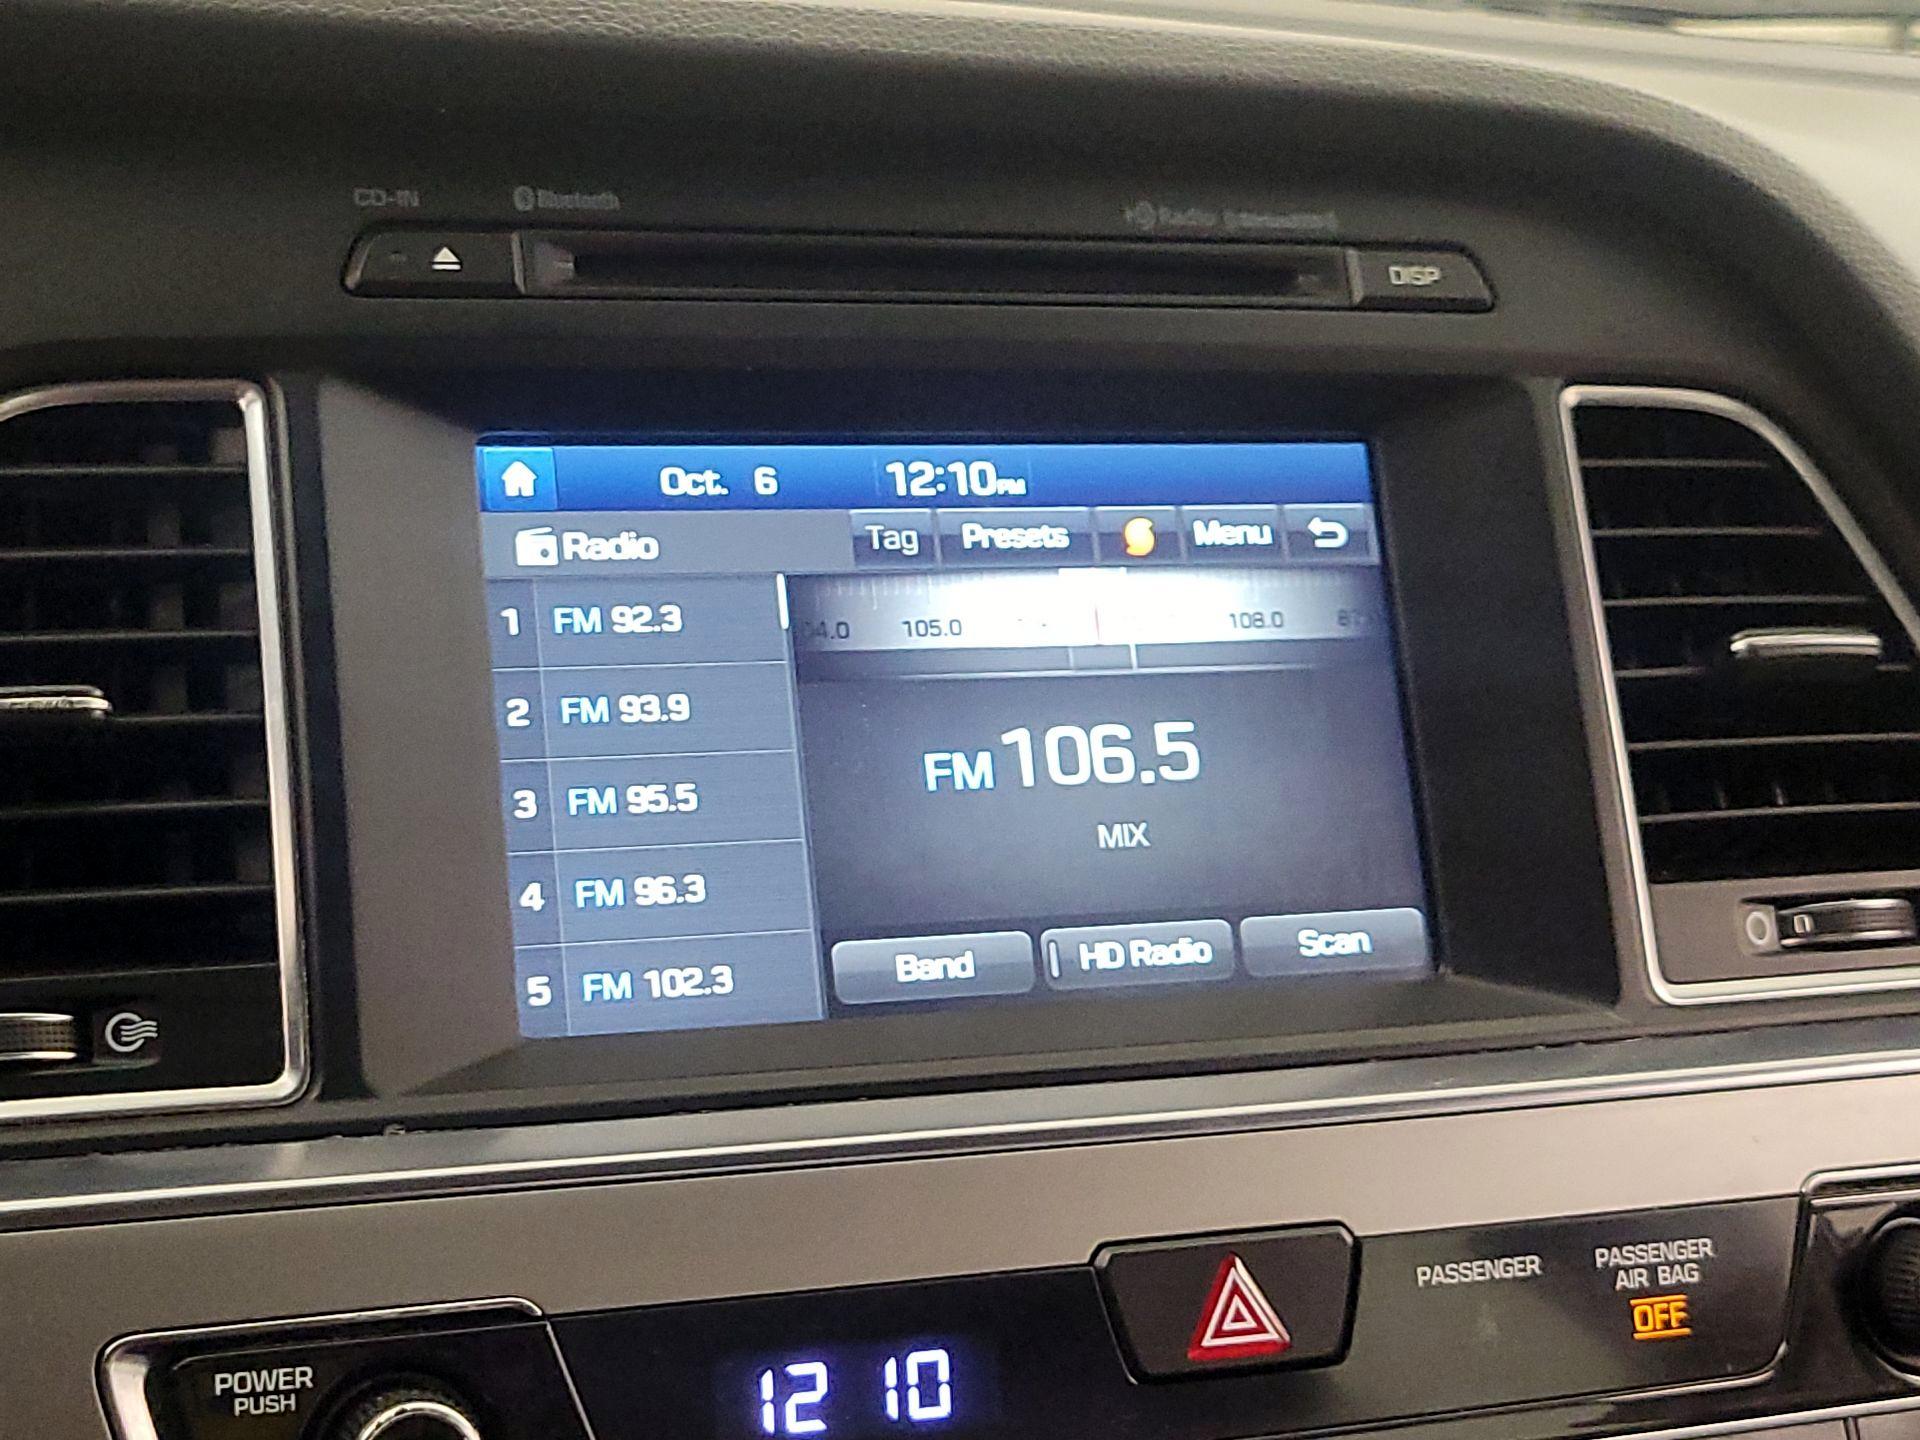 CD-IN Bluetooth
Radio
DISP
Oct. 6 12:10PM
Radio Tag Presets Menu
1 FM 92.3
2 FM 93.9
3 FM 95.5
4 FM 96.3
5 FM 102.3
105.0 108.0
FM 106.5
MIX
Band HD Radio Scan
PASSENGER
PASSENGER
AIR BAG
OFF
POWER
PUSH
12 10